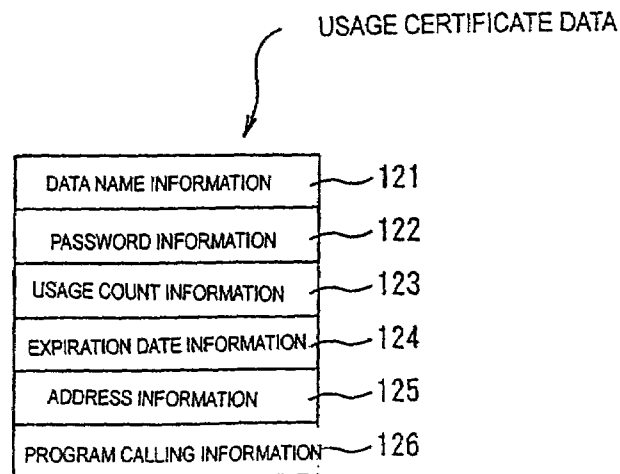 USAGE CERTIFICATE DATA
DATA NAME INFORMATION 121
PASSWORD INFORMATION 122
USAGE COUNT INFORMATION 123
EXPIRATION DATE INFORMATION 124
ADDRESS INFORMATION 125
PROGRAM CALLING INFORMATION 126